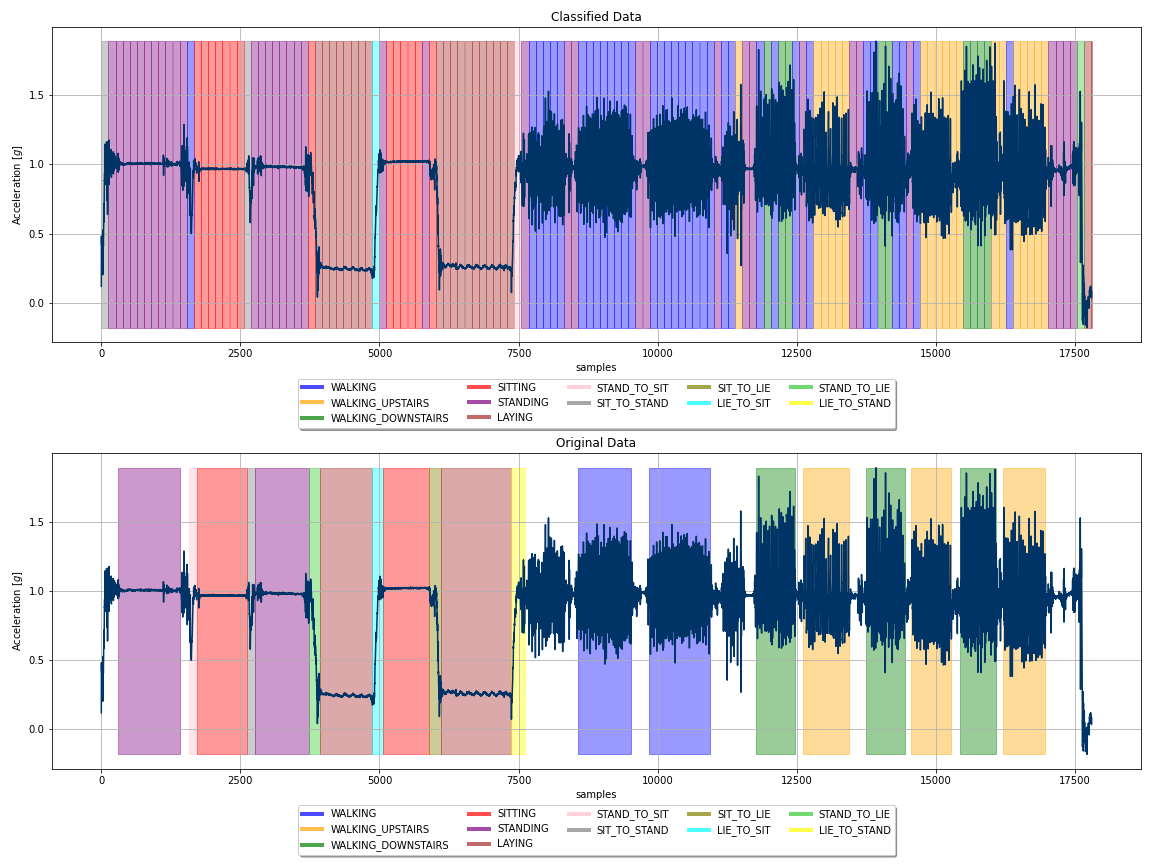 Classified Data
Acceleration [g]
1.5
1.0
0.5
0.0
0 2500 5000 7500 10000 12500 15000 17500
samples
WALKING SITTING STAND_TO_SIT SIT_TO_LIE STAND_TO_LIE
WALKING_UPSTAIRS STANDING SIT_TO_STAND LIE_TO_SIT LIE_TO_STAND
WALKING_DOWNSTAIRS LAYING
Original Data
Acceleration [g]
1.5
1.0
0.5
0.0
0 2500 5000 7500 10000 12500 15000 17500
samples
WALKING SITTING STAND_TO_SIT SIT_TO_LIE STAND_TO_LIE
WALKING_UPSTAIRS STANDING SIT_TO_STAND LIE_TO_SIT LIE_TO_STAND
WALKING_DOWNSTAIRS LAYING